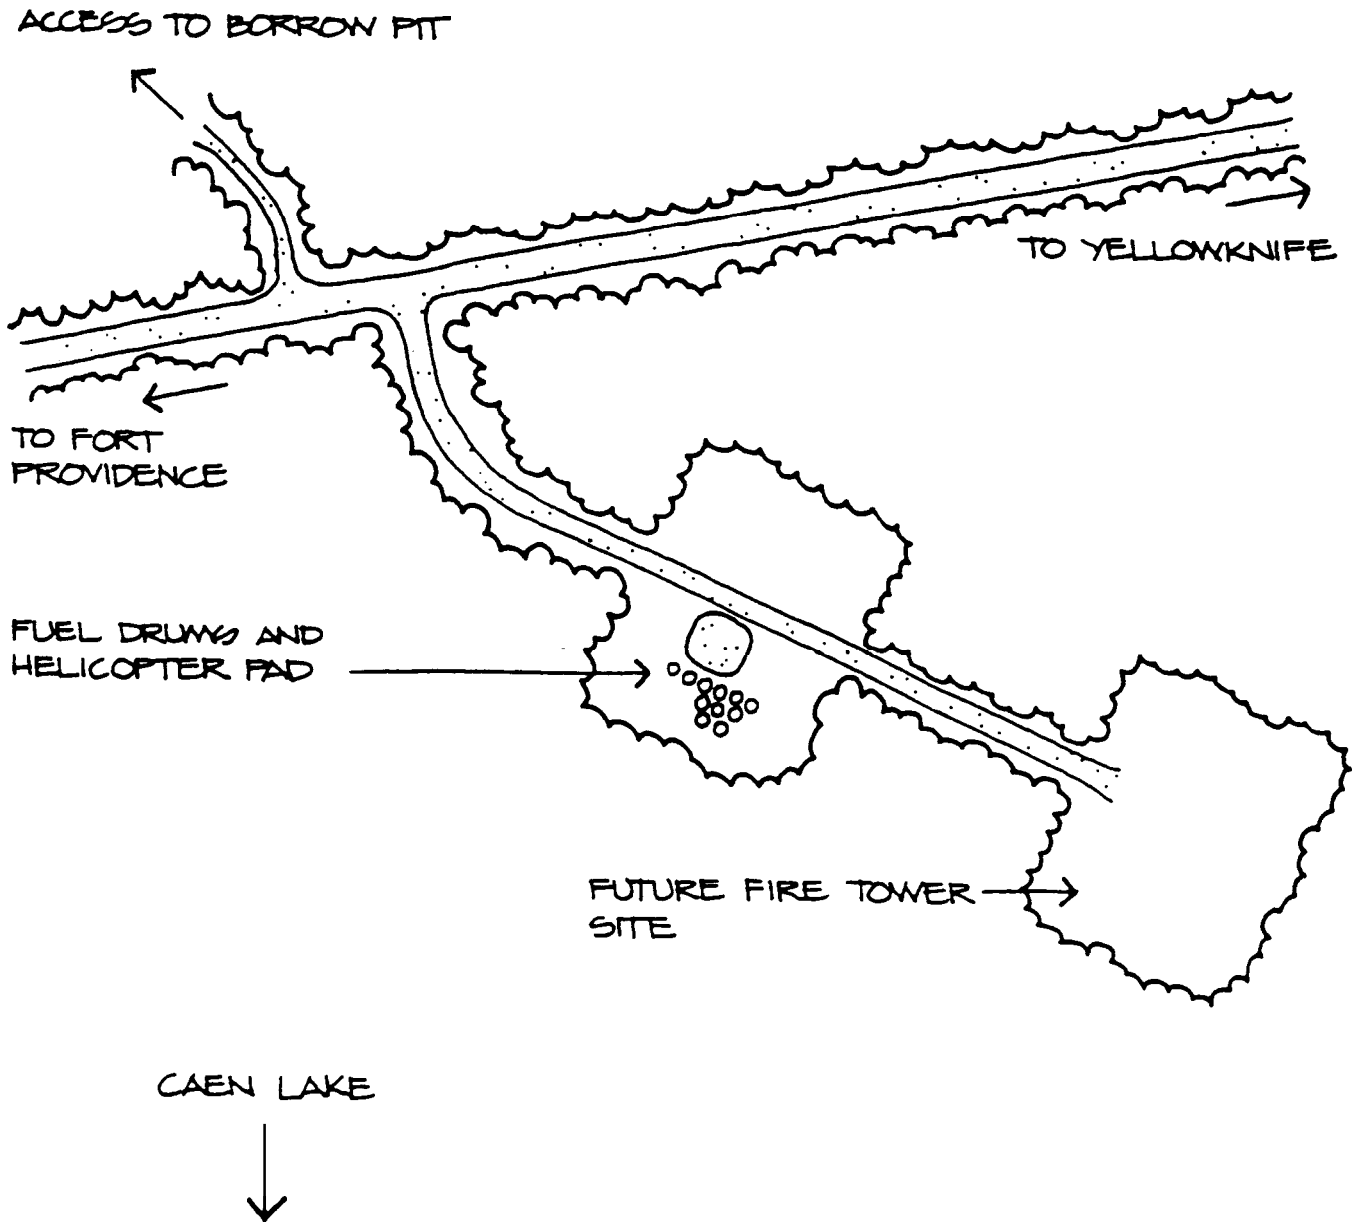 ACCESS TO BORROW PIT
TO YELLOWKNIFE
TO FORT
PROVIDENCE
FUEL DRUMS AND
HELICOPTER PAD
FUTURE FIRE TOWER
SITE
CAEN LAKE